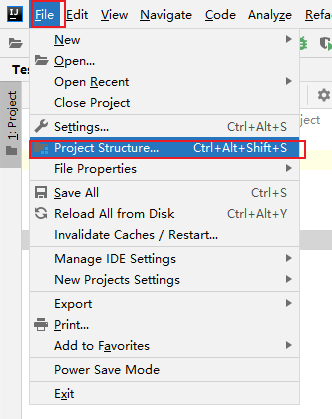 IJ File Edit View Navigate Code Analyze Refa
New
Open...
Open Recent
Close Project
Settings... Ctrl+Alt+S
Project Structure... Ctrl+Alt+Shift+S
File Properties
Save All Ctrl+S
Reload All from Disk Ctrl+Alt+Y
Invalidate Caches / Restart...
Manage IDE Settings
New Projects Settings
Export
Print...
Add to Favorites
Power Save Mode
Exit
Te
1: Project
oject